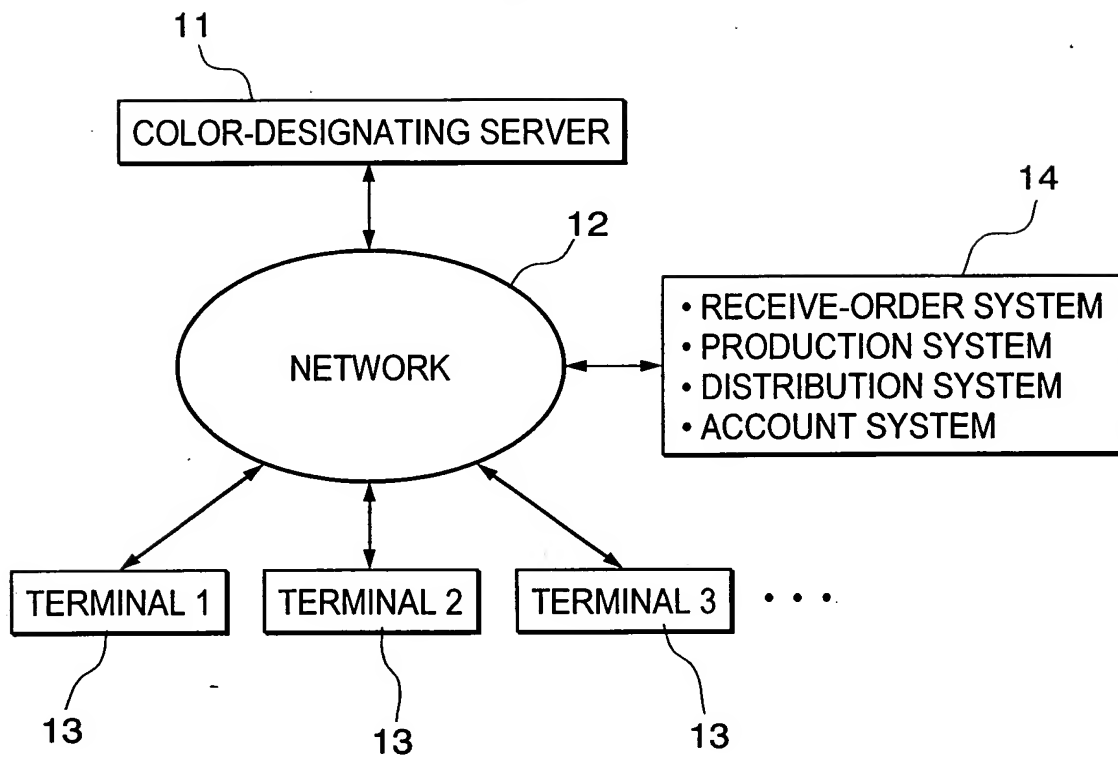 11
COLOR-DESIGNATING SERVER
14
12
• RECEIVE-ORDER SYSTEM
• PRODUCTION SYSTEM
• DISTRIBUTION SYSTEM
• ACCOUNT SYSTEM
NETWORK
TERMINAL 1
TERMINAL 2
TERMINAL 3 • • •
13
13
13